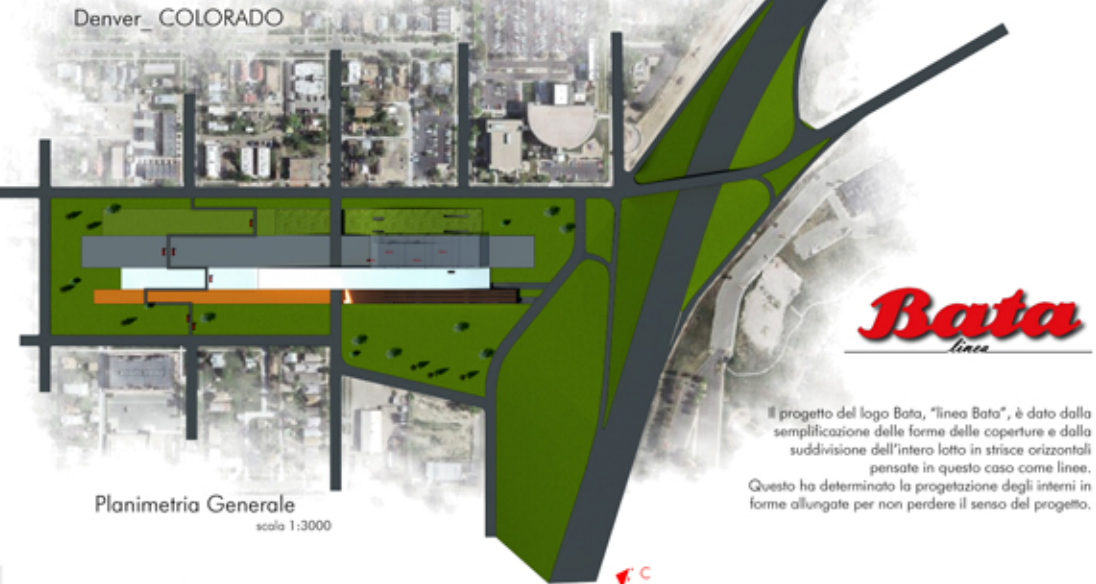 Denver_ COLORADO
Bata
linea
Il progetto del logo Bata, "linea Bata", è dato dalla
semplificazione delle forme delle coperture e dalla
suddivisione dell'intero lotto in strisce orizzontali
pensate in questo caso come linee.
Questo ha determinato la progetazione degli interni in
forme allungate per non perdere il senso del progetto.
Planimetria Generale
scala 1:3000
C